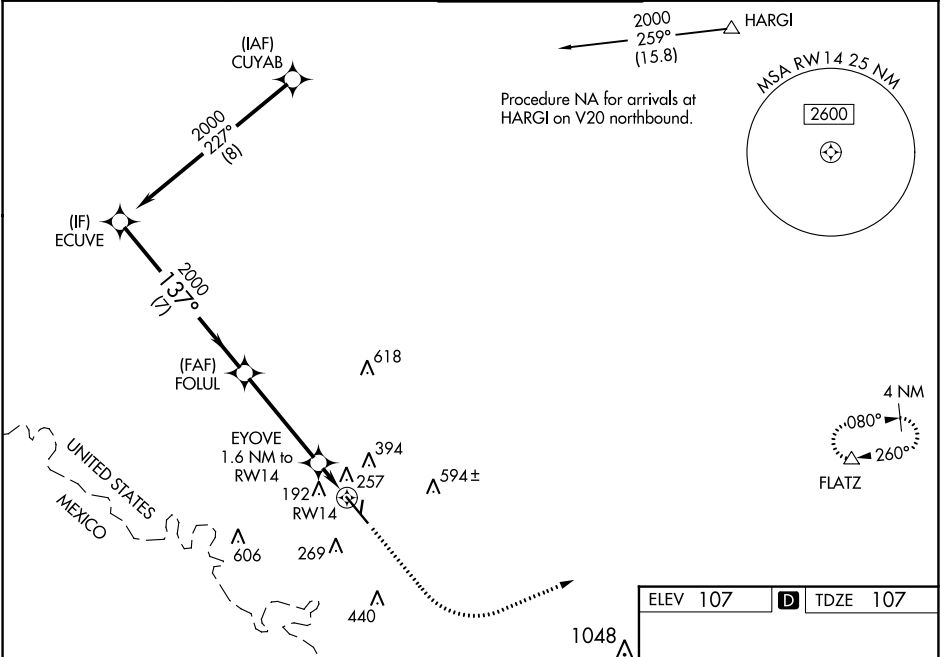 2000
259°
(15.8)
HARGI
(IAF)
CUYAB
MSA RW14 25 NM
2600
Procedure NA for arrivals at
HARGI on V20 northbound.
2000
227°
(8)
(IF)
ECUVE
2000
137°
(7)
(FAF)
FOLUL
618
4 NM
080°
260°
FLATZ
EYOVE
1.6 NM to
RW14
394
257
594±
192
RW14
UNITED STATES
MEXICO
606
269
440
1048
ELEV 107 D TDZE 107